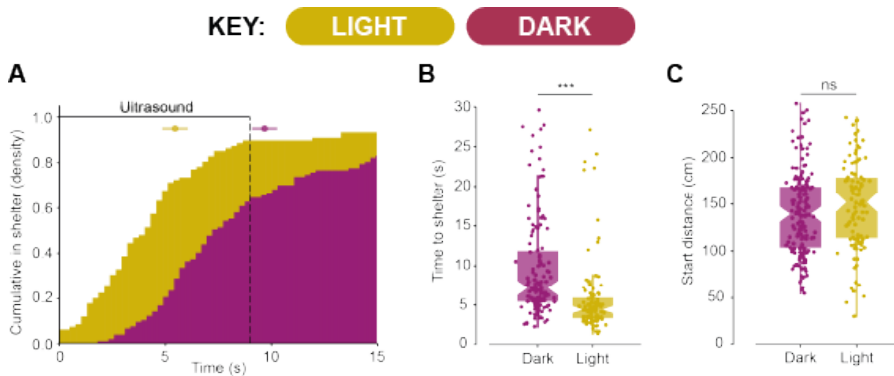 KEY: LIGHT DARK
A
Ultrasound
Cumulative in shelter (density)
1.0
0.8
0.6
0.4
0.2
0.0
0 5 10 15
Time (s)
B
***
Time to shelter (s)
30
25
20
15
10
5
0
Dark Light
C
ns
Start distance (cm)
250
200
150
100
50
0
Dark Light